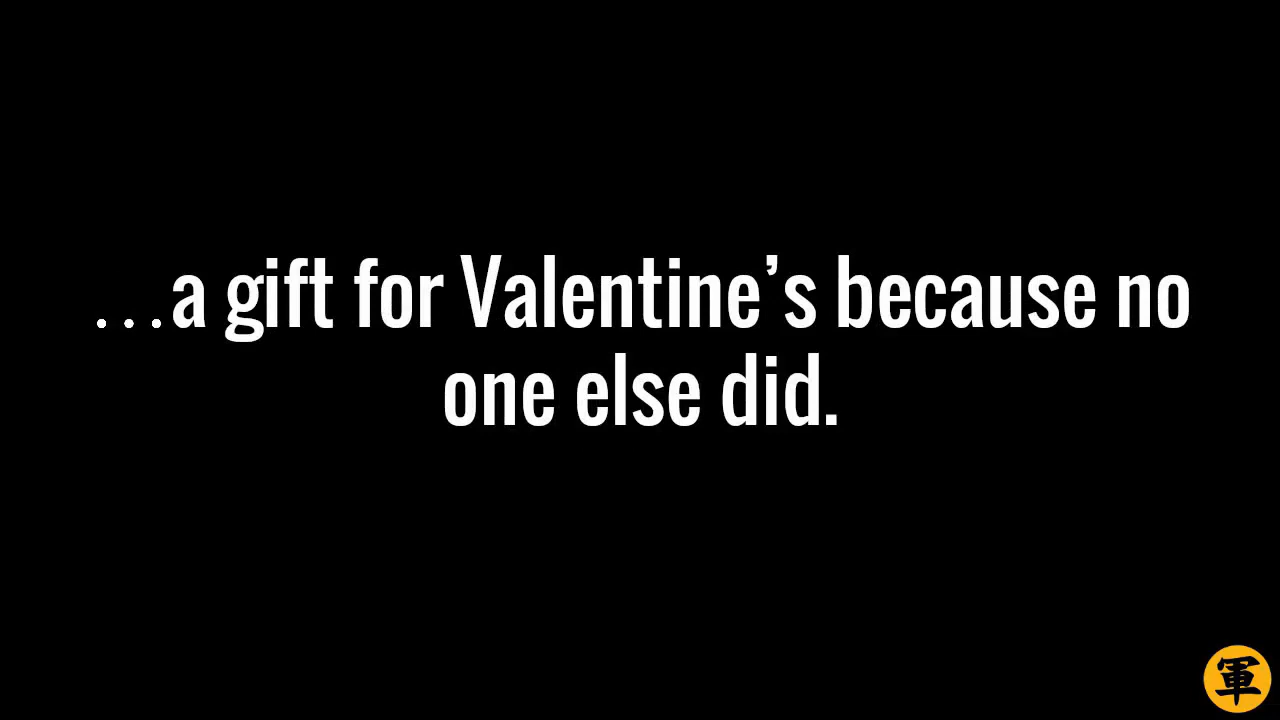 ...a gift for Valentine’s because no
one else did.
軍